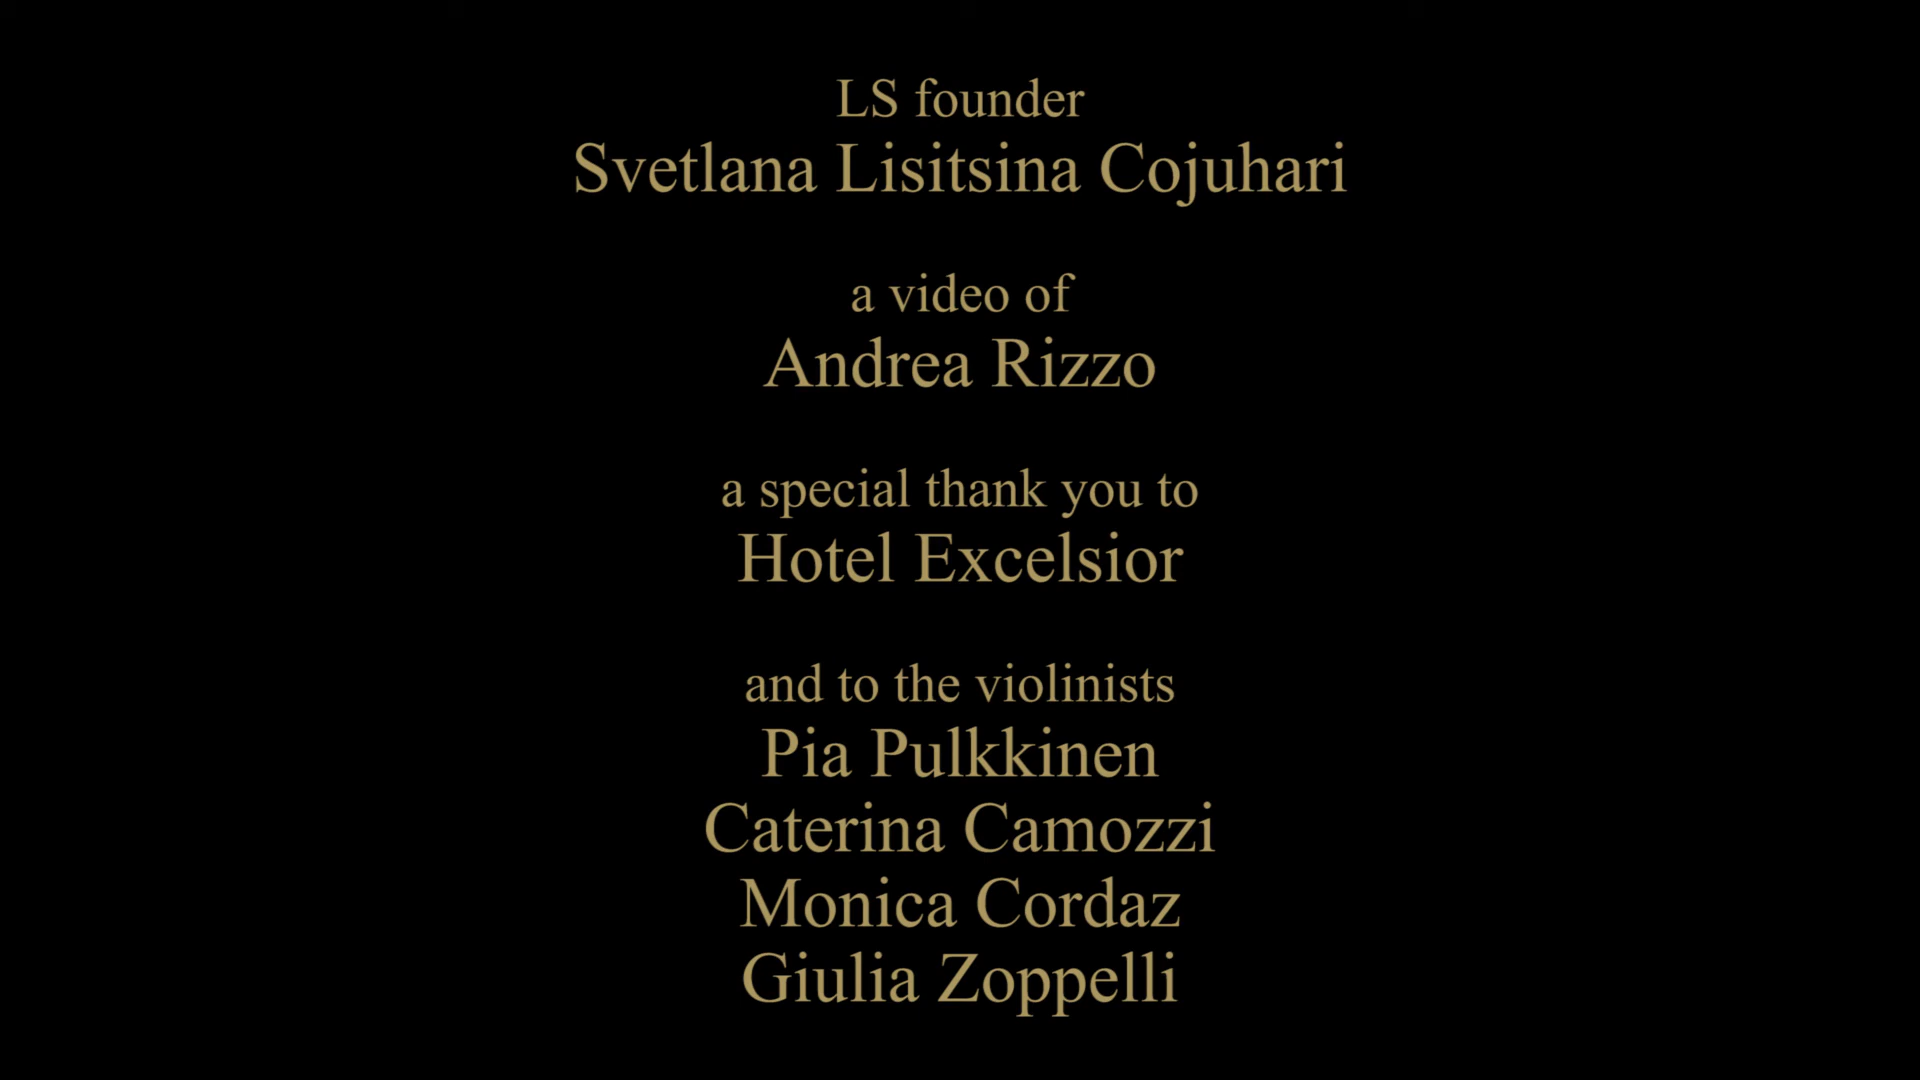 LS founder
Svetlana Lisitsina Cojuhari
a video of
Andrea Rizzo
a special thank you to
Hotel Excelsior
and to the violinists
Pia Pulkkinen
Caterina Camozzi
Monica Cordaz
Giulia Zoppelli